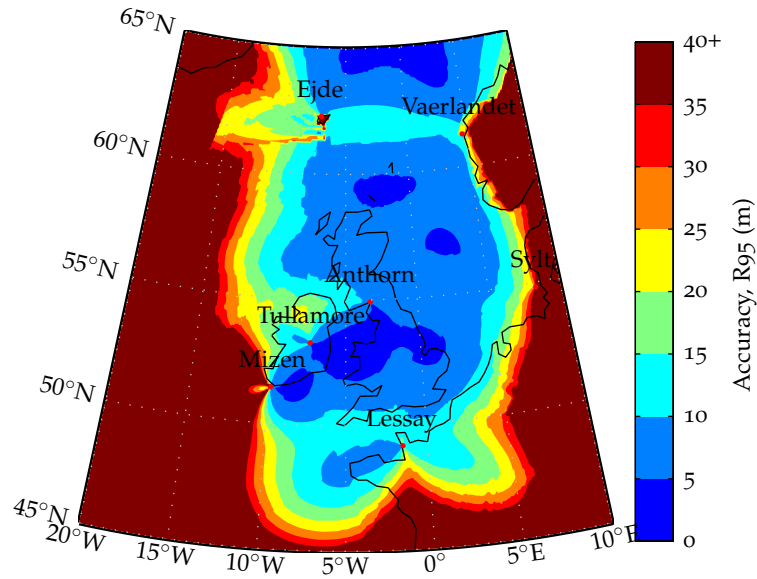 65°N
60°N
55°N
50°N
45°N
20°W
15°W
10°W
5°W
0°
5°E
10°E
Ejde
Vaerlandet
Sylt
Anthorn
Tullamore
Mizen
Lessay
40+
35
30
25
20
15
10
5
0
Accuracy, R95 (m)